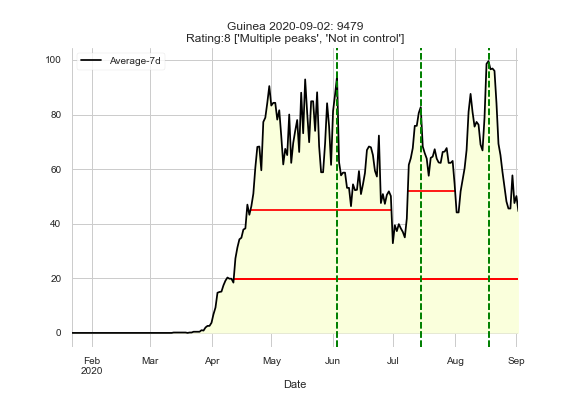 Guinea 2020-09-02: 9479
Rating:8 ['Multiple peaks', 'Not in control']
Average-7d
100
80
60
40
20
0
Feb Mar Apr May Jun Jul Aug Sep
2020
Date